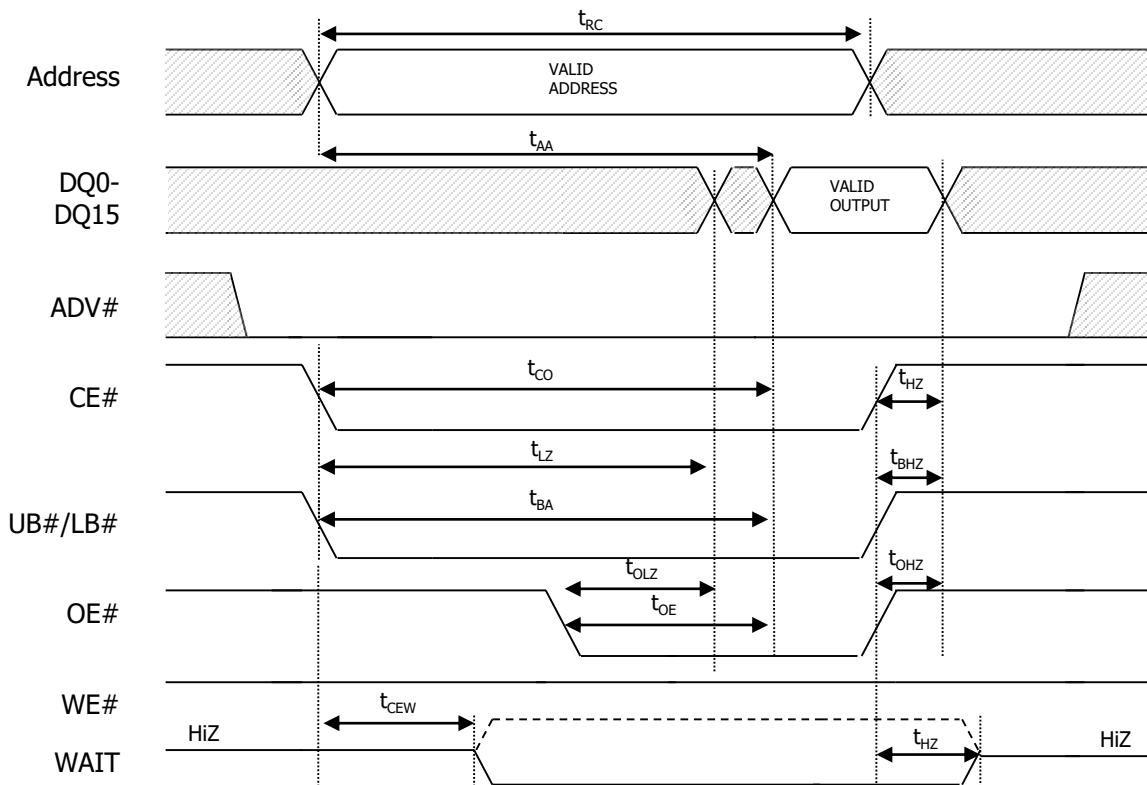 tRC
Address
VALID
ADDRESS
tAA
DQ0-
DQ15
VALID
OUTPUT
ADV#
tCO
CE#
tHZ
tLZ
tBHZ
tBA
UB#/LB#
tOLZ
tOHZ
tOE
OE#
WE#
tCEW
HiZ
tHZ
HiZ
WAIT